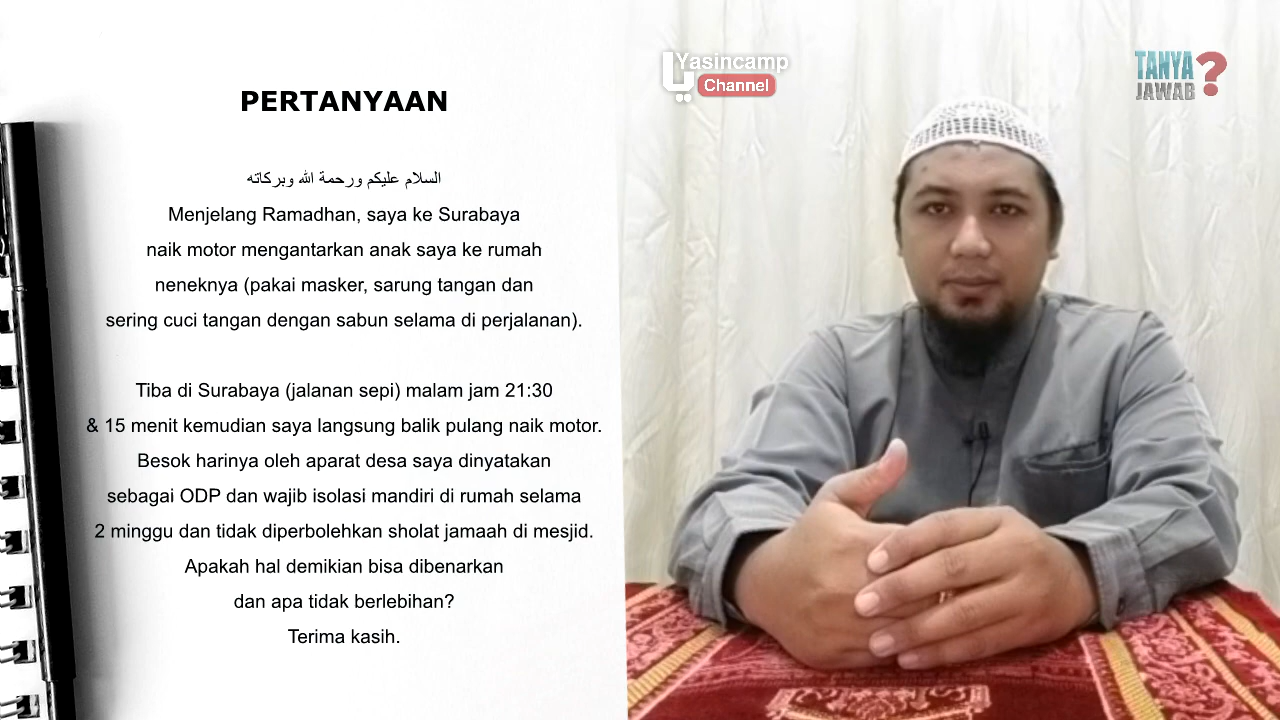 PERTANYAAN
السلام عليكم ورحمة الله وبركاته
Menjelang Ramadhan, saya ke Surabaya
naik motor mengantarkan anak saya ke rumah
neneknya (pakai masker, sarung tangan dan
sering cuci tangan dengan sabun selama di perjalanan).
Tiba di Surabaya (jalanan sepi) malam jam 21:30
& 15 menit kemudian saya langsung balik pulang naik motor.
Besok harinya oleh aparat desa saya dinyatakan
sebagai ODP dan wajib isolasi mandiri di rumah selama
2 minggu dan tidak diperbolehkan sholat jamaah di mesjid.
Apakah hal demikian bisa dibenarkan
dan apa tidak berlebihan?
Terima kasih.
يا Yasincamp
Channel
TANYA
JAWAB ?